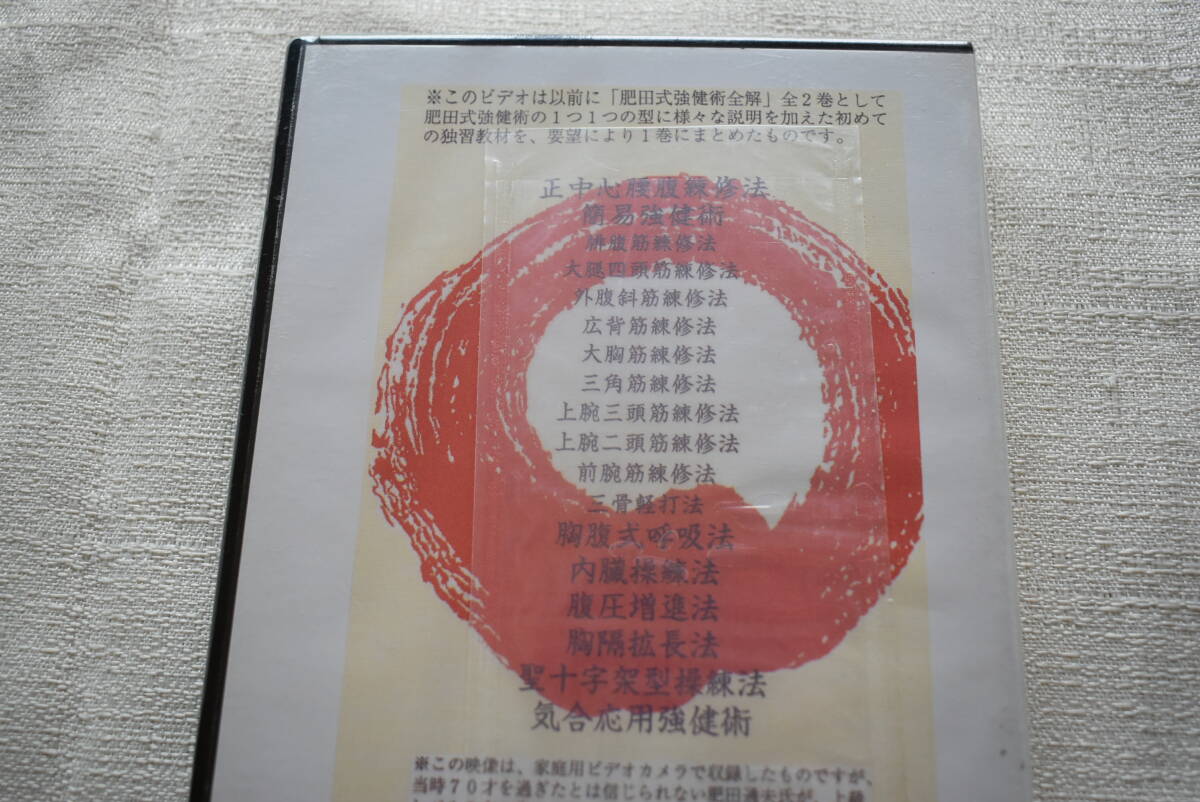 ※このビデオは以前に「肥田式強健術全解」全２巻として
肥田式強健術の１つ１つの型に様々な説明を加えた初めて
の独習教材を、要望により１巻にまとめたものです。
正中心腰腹練修法
簡易強健術
腓腹筋練修法
大腿四頭筋練修法
外腹斜筋練修法
広背筋練修法
大胸筋練修法
三角筋練修法
上腕三頭筋練修法
上腕二頭筋練修法
前腕筋練修法
三骨軽打法
胸腹式呼吸法
内臓操練法
腹圧増進法
胸隔拡長法
聖十字架型操練法
気合応用強健術
※この映像は、家庭用ビデオカメラで収録したものですが、
当時７０才を過ぎたとは信じられない肥田通夫氏が、